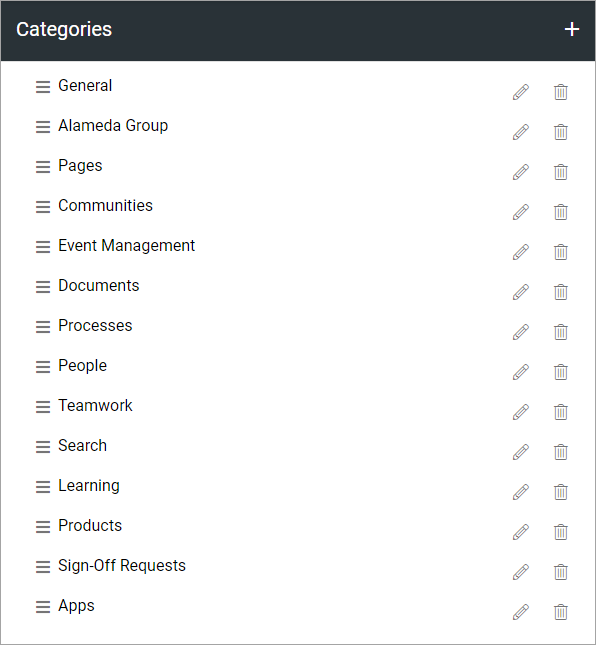 Categories
General
Alameda Group
Pages
Communities
Event Management
Documents
Processes
People
Teamwork
Search
Learning
Products
Sign-Off Requests
Apps